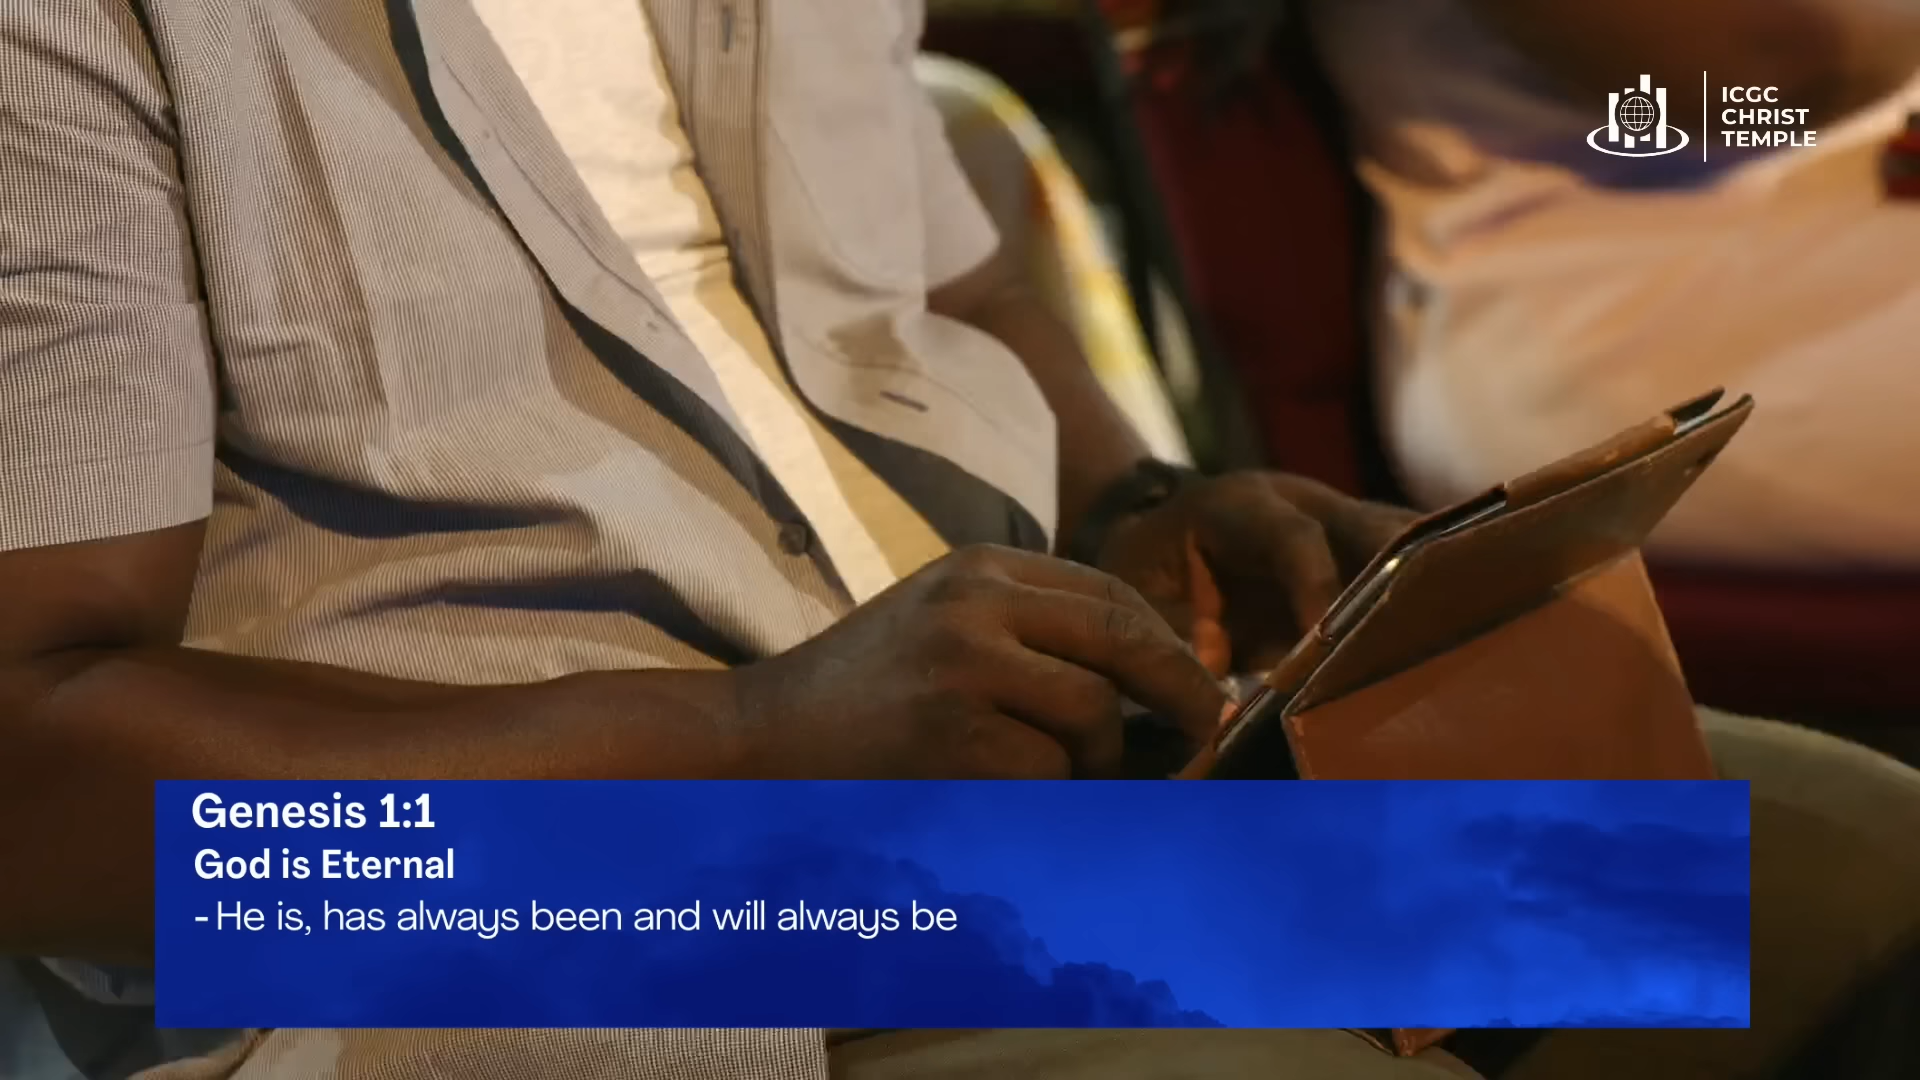 ICGC
CHRIST
TEMPLE
Genesis 1:1
God is Eternal
- He is, has always been and will always be